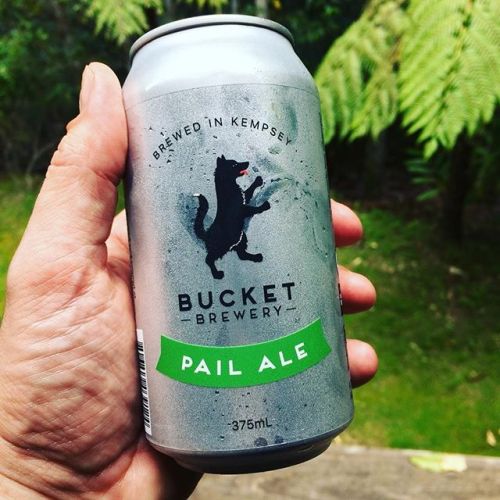 BREWED IN KEMPSEY
BUCKET
BREWERY
PAIL ALE
375mL